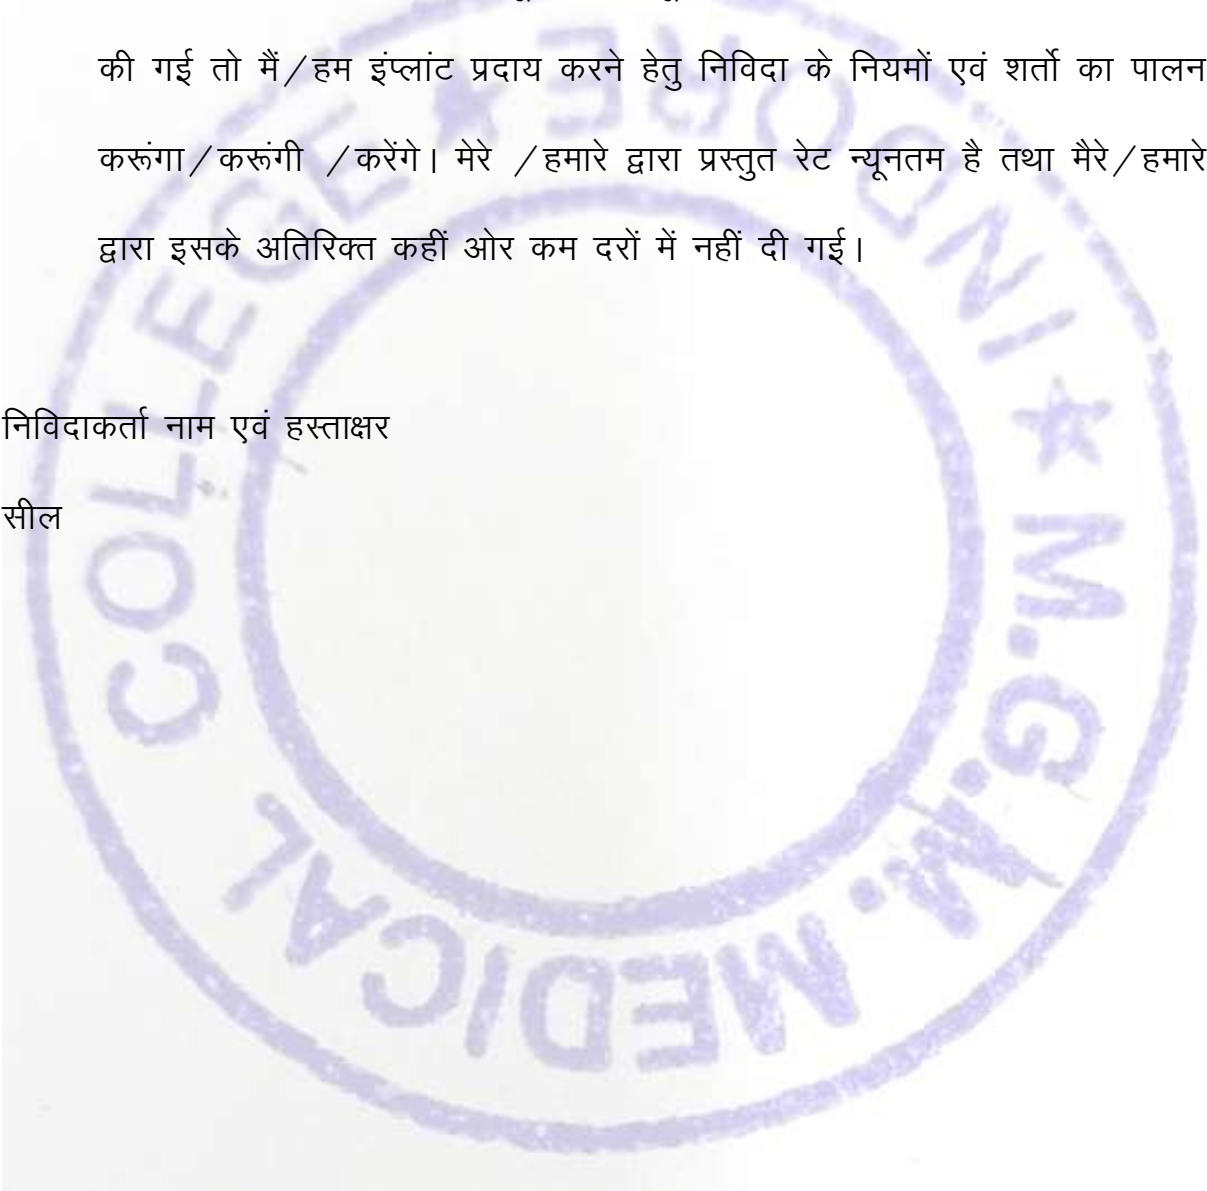 की गई तो मैं/हम इंप्लांट प्रदाय करने हेतु निविदा के नियमों एवं शर्तो का पालन
करूंगा/करूंगी /करेंगे। मेरे /हमारे द्वारा प्रस्तुत रेट न्यूनतम है तथा मैरे/हमारे
द्वारा इसके अतिरिक्त कहीं ओर कम दरों में नहीं दी गई।
निविदाकर्ता नाम एवं हस्ताक्षर
सील
M.G.M. MEDICAL COLLEGE ★ INDORE ★